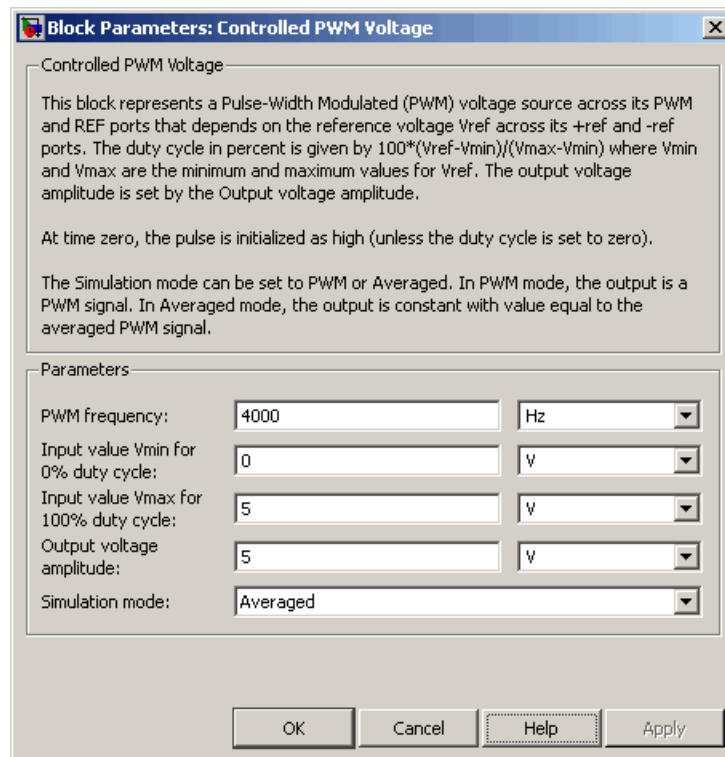 Block Parameters: Controlled PWM Voltage
Controlled PWM Voltage
This block represents a Pulse-Width Modulated (PWM) voltage source across its PWM
and REF ports that depends on the reference voltage Vref across its +ref and -ref
ports. The duty cycle in percent is given by 100*(Vref-Vmin)/(Vmax-Vmin) where Vmin
and Vmax are the minimum and maximum values for Vref. The output voltage
amplitude is set by the Output voltage amplitude.
At time zero, the pulse is initialized as high (unless the duty cycle is set to zero).
The Simulation mode can be set to PWM or Averaged. In PWM mode, the output is a
PWM signal. In Averaged mode, the output is constant with value equal to the
averaged PWM signal.
Parameters
PWM frequency: 4000 Hz
Input value Vmin for
0% duty cycle: 0 V
Input value Vmax for
100% duty cycle: 5 V
Output voltage
amplitude: 5 V
Simulation mode: Averaged
OK Cancel Help Apply